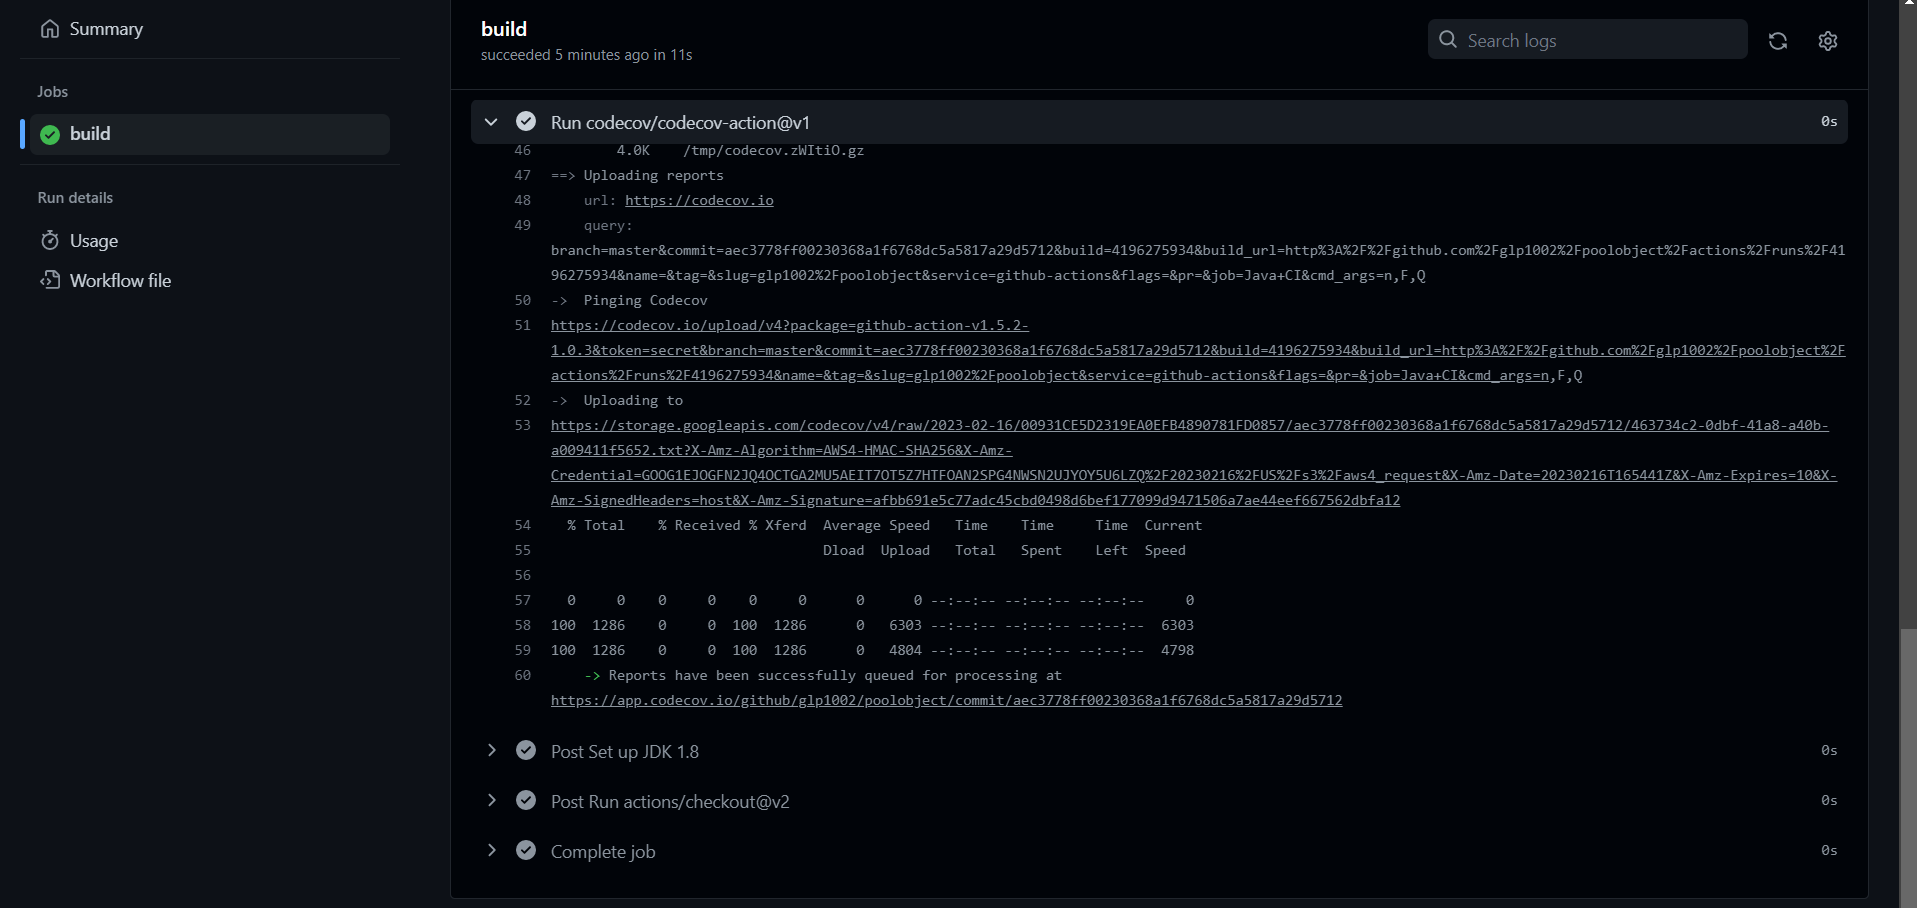 Summary
Jobs
build
Run details
Usage
Workflow file
build
succeeded 5 minutes ago in 11s
Search logs
Run codecov/codecov-action@v1 0s
46 4.0K /tmp/codecov.zWItiO.gz
47 ==> Uploading reports
48 url: https://codecov.io
49 query:
branch=master&commit=aec3778ff00230368a1f6768dc5a5817a29d5712&build=4196275934&build_url=http%3A%2F%2Fgithub.com%2Fglp1002%2Fpoolobject%2Factions%2Fruns%2F41
96275934&name=&tag=&slug=glp1002%2Fpoolobject&service=github-actions&flags=&pr=&job=Java+CI&cmd_args=n,F,Q
50 -> Pinging Codecov
51 https://codecov.io/upload/v4?package=github-action-v1.5.2-
1.0.3&token=secret&branch=master&commit=aec3778ff00230368a1f6768dc5a5817a29d5712&build=4196275934&build_url=http%3A%2F%2Fgithub.com%2Fglp1002%2Fpoolobject%2F
actions%2Fruns%2F4196275934&name=&tag=&slug=glp1002%2Fpoolobject&service=github-actions&flags=&pr=&job=Java+CI&cmd_args=n,F,Q
52 -> Uploading to
53 https://storage.googleapis.com/codecov/v4/raw/2023-02-16/00931CE5D2319EA0EFB4890781FD0857/aec3778ff00230368a1f6768dc5a5817a29d5712/463734c2-0dbf-41a8-a40b-
a009411f5652.txt?X-Amz-Algorithm=AWS4-HMAC-SHA256&X-Amz-
Credential=GOOG1EJOGFN2JQ4OCTGA2MU5AEIT7OT5Z7HTFOAN2SPG4NWSN2UJYOY5U6LZQ%2F20230216%2FUS%2Fs3%2Faws4_request&X-Amz-Date=20230216T165441Z&X-Amz-Expires=10&X-
Amz-SignedHeaders=host&X-Amz-Signature=afbb691e5c77adc45cbd0498d6bef177099d9471506a7ae44eef667562dbfa12
54 % Total % Received % Xferd Average Speed Time Time Time Current
55 Dload Upload Total Spent Left Speed
56
57 0 0 0 0 0 0 0 0 --:--:-- --:--:-- --:--:-- 0
58 100 1286 0 0 100 1286 0 6303 --:--:-- --:--:-- --:--:-- 6303
59 100 1286 0 0 100 1286 0 4804 --:--:-- --:--:-- --:--:-- 4798
60 -> Reports have been successfully queued for processing at
https://app.codecov.io/github/glp1002/poolobject/commit/aec3778ff00230368a1f6768dc5a5817a29d5712
Post Set up JDK 1.8 0s
Post Run actions/checkout@v2 0s
Complete job 0s